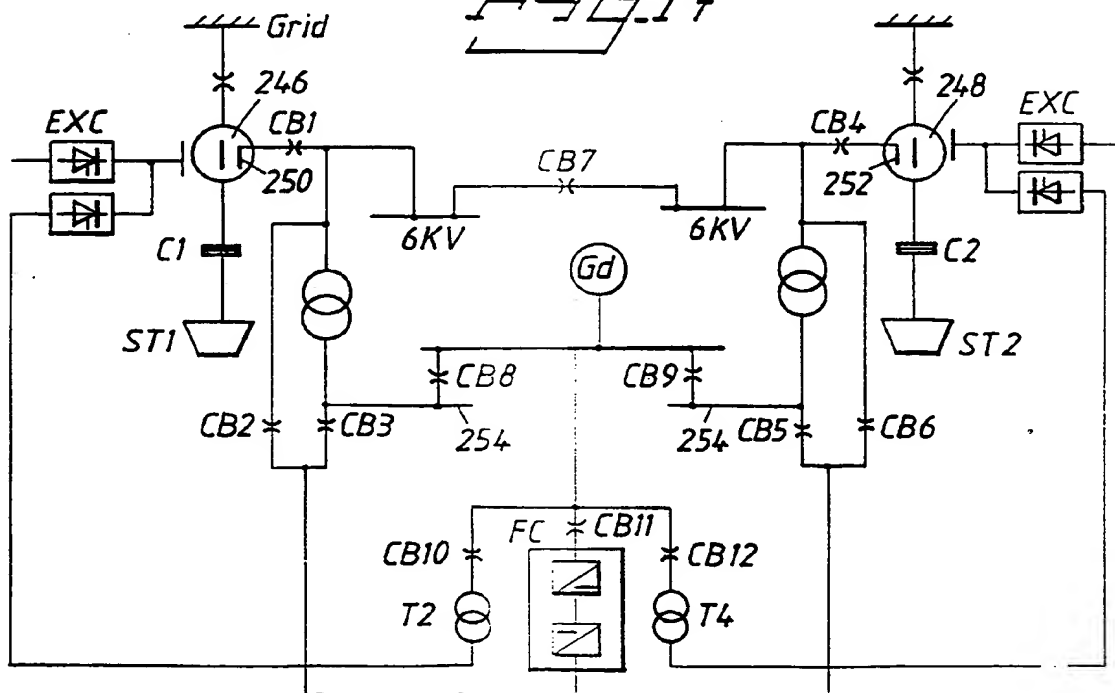 Grid
246
248
EXC
CB1
CB4
EXC
CB7
250
252
C1
6KV
6KV
C2
Gd
ST1
ST2
CB8
CB9
CB2
CB3
254
254
CB5
CB6
FC
CB11
CB10
CB12
T2
T4